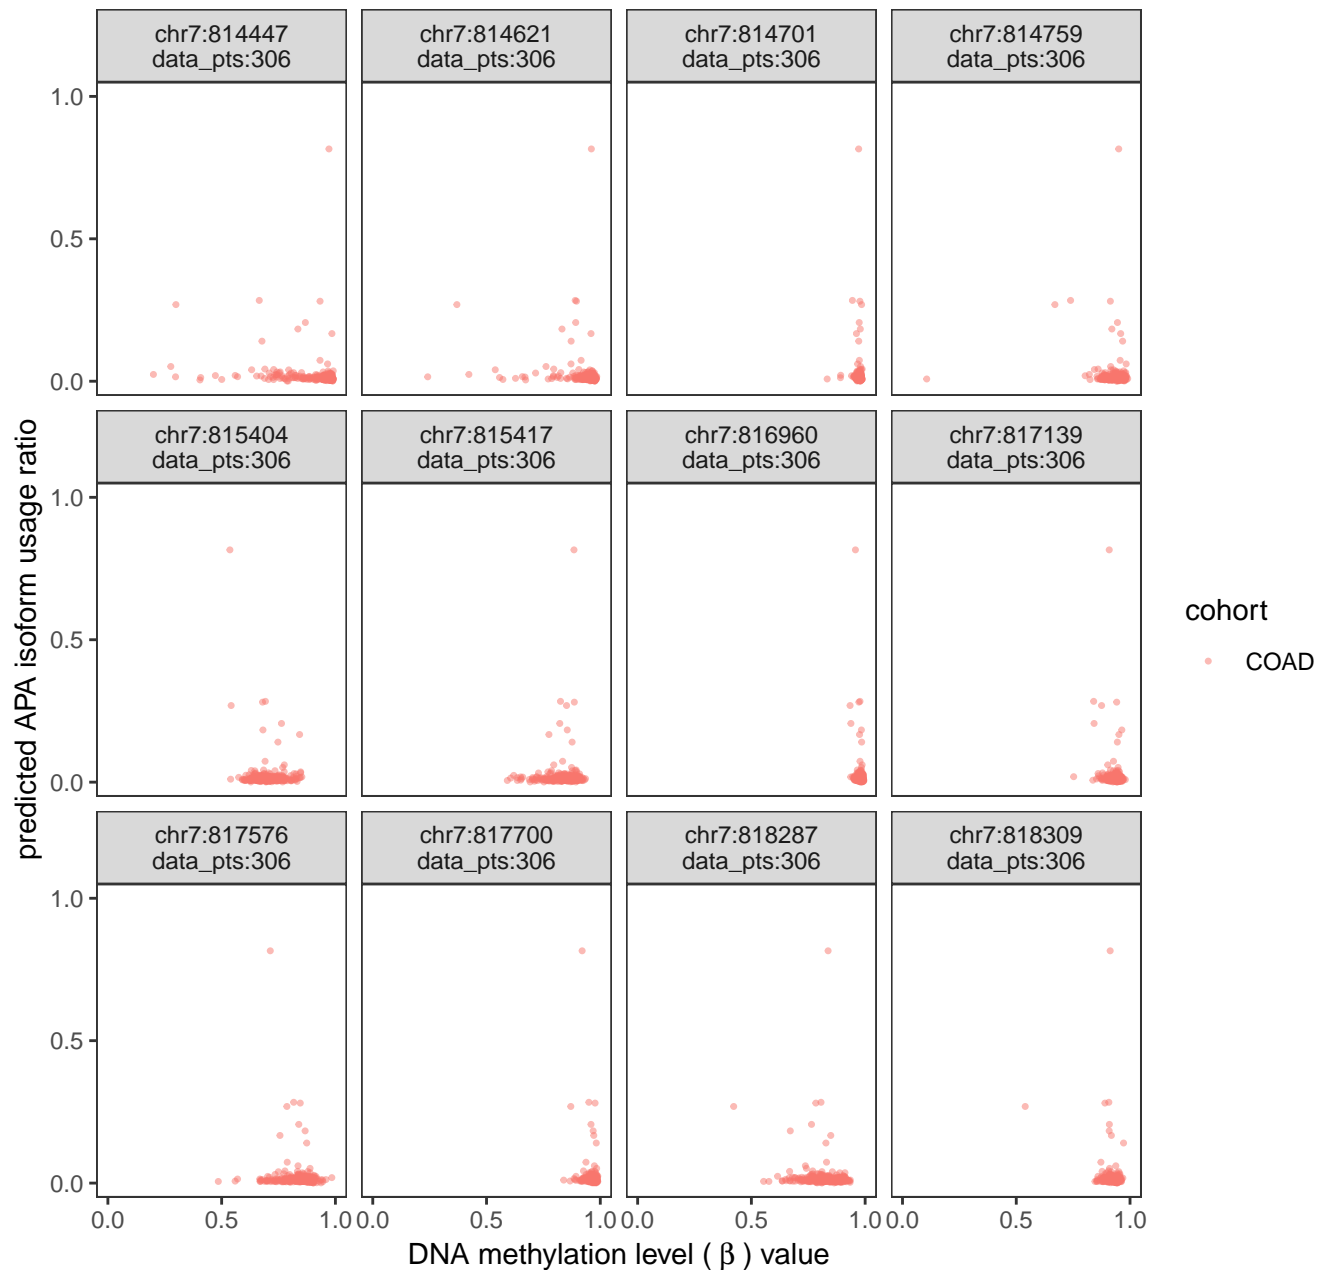 chr7:814447
data_pts:306
chr7:814621
data_pts:306
chr7:814701
data_pts:306
chr7:814759
data_pts:306
1.0
0.5
0.0
chr7:815404
data_pts:306
chr7:815417
data_pts:306
chr7:816960
data_pts:306
chr7:817139
data_pts:306
1.0
0.5
0.0
predicted APA isoform usage ratio
cohort
COAD
chr7:817576
data_pts:306
chr7:817700
data_pts:306
chr7:818287
data_pts:306
chr7:818309
data_pts:306
1.0
0.5
0.0
0.0 0.5 1.0 0.0 0.5 1.0 0.0 0.5 1.0 0.0 0.5 1.0
DNA methylation level ( β ) value